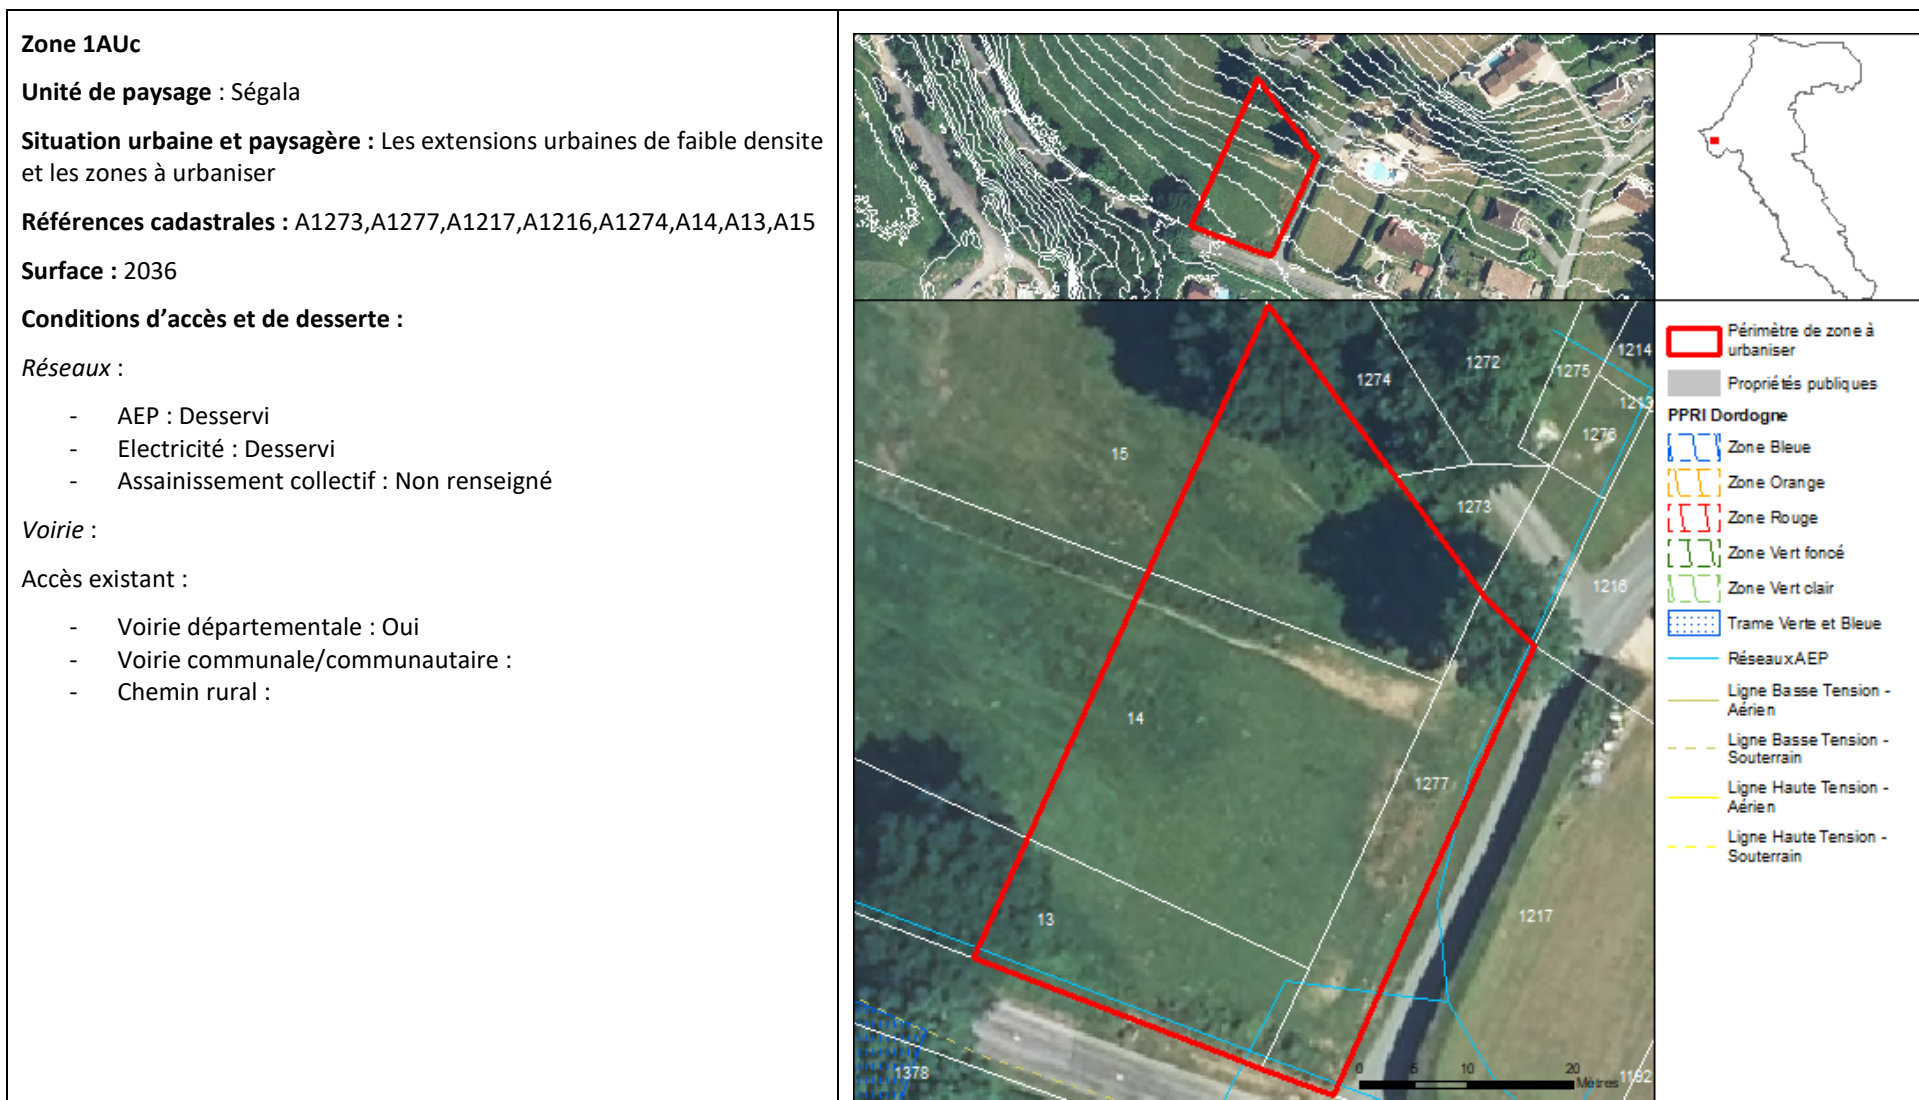 Zone 1AUc
Unité de paysage : Ségala
Situation urbaine et paysagère : Les extensions urbaines de faible densite
et les zones à urbaniser
Références cadastrales : A1273,A1277,A1217,A1216,A1274,A14,A13,A15
Surface : 2036
Conditions d’accès et de desserte :
Réseaux :
- AEP : Desservi
- Electricité : Desservi
- Assainissement collectif : Non renseigné
Voirie :
Accès existant :
- Voirie départementale : Oui
- Voirie communale/communautaire :
- Chemin rural :
1214
1272
1275
1274
1213
1276
15
1273
1216
14
1277
13
1217
1378
1192
0 5 10 20
Mètres
Périmètre de zone à
urbaniser
Propriétés publiques
PPRI Dordogne
Zone Bleue
Zone Orange
Zone Rouge
Zone Vert foncé
Zone Vert clair
Trame Verte et Bleue
Réseaux AEP
Ligne Basse Tension -
Aérien
Ligne Basse Tension -
Souterrain
Ligne Haute Tension -
Aérien
Ligne Haute Tension -
Souterrain